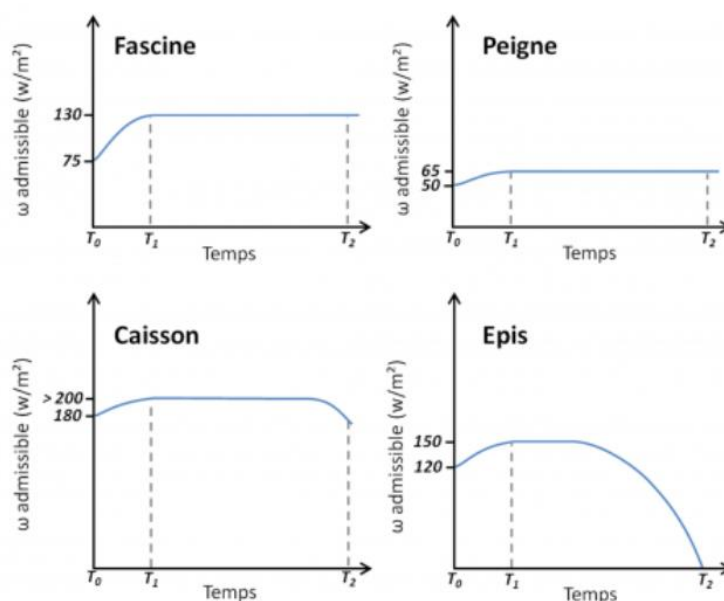 Fascine
ω admissible (w/m²)
130
75
T₀
T₁
T₂
Temps
Peigne
ω admissible (w/m²)
65
50
T₀
T₁
T₂
Temps
Caisson
ω admissible (w/m²)
> 200
180
T₀
T₁
T₂
Temps
Epis
ω admissible (w/m²)
150
120
T₀
T₁
T₂
Temps